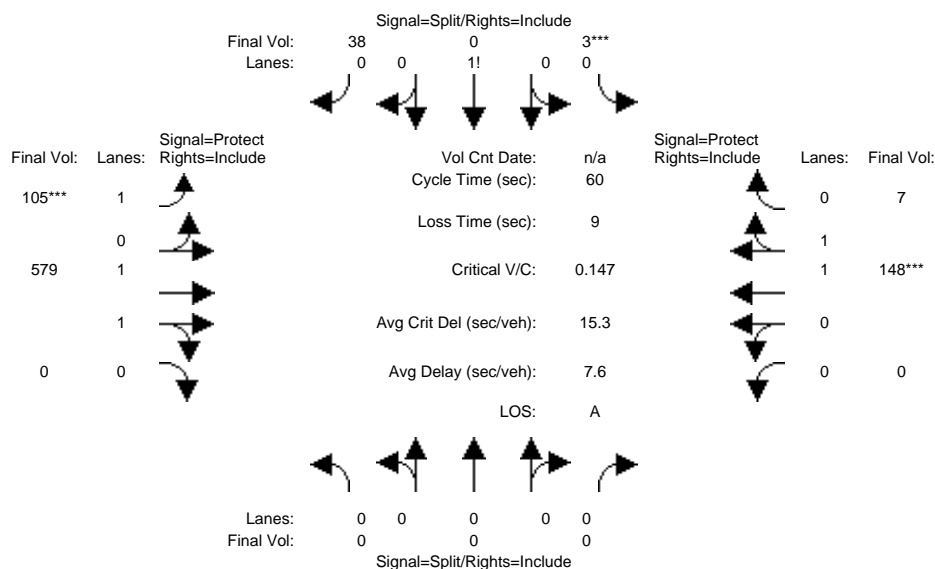 Signal=Split/Rights=Include
Final Vol: 38 0 3***
Lanes: 0 0 1! 0 0
Signal=Protect Signal=Protect
Final Vol: Lanes: Rights=Include Vol Cnt Date: n/a Rights=Include Lanes: Final Vol:
Cycle Time (sec): 60
105*** 1 0 7
Loss Time (sec): 9
0 1
579 1 Critical V/C: 0.147 1 148***
1 Avg Crit Del (sec/veh): 15.3 0
0 0 Avg Delay (sec/veh): 7.6 0 0
LOS: A
Lanes: 0 0 0 0 0
Final Vol: 0 0 0
Signal=Split/Rights=Include